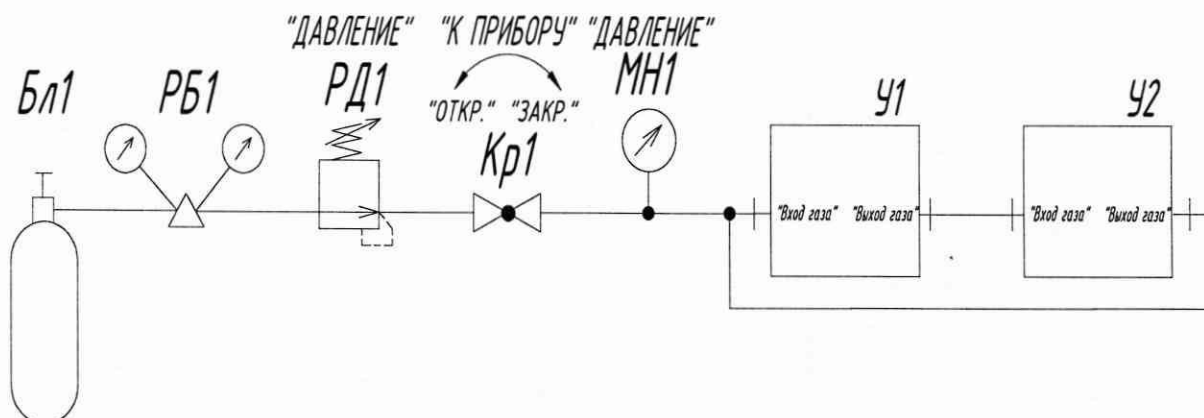 "ДАВЛЕНИЕ" "К ПРИБОРУ" "ДАВЛЕНИЕ"
Бл1 РБ1 РД1 "ОТКР." "ЗАКР." МН1 У1 У2
Кр1
"Вход газа" "Выход газа" "Вход газа" "Выход газа"